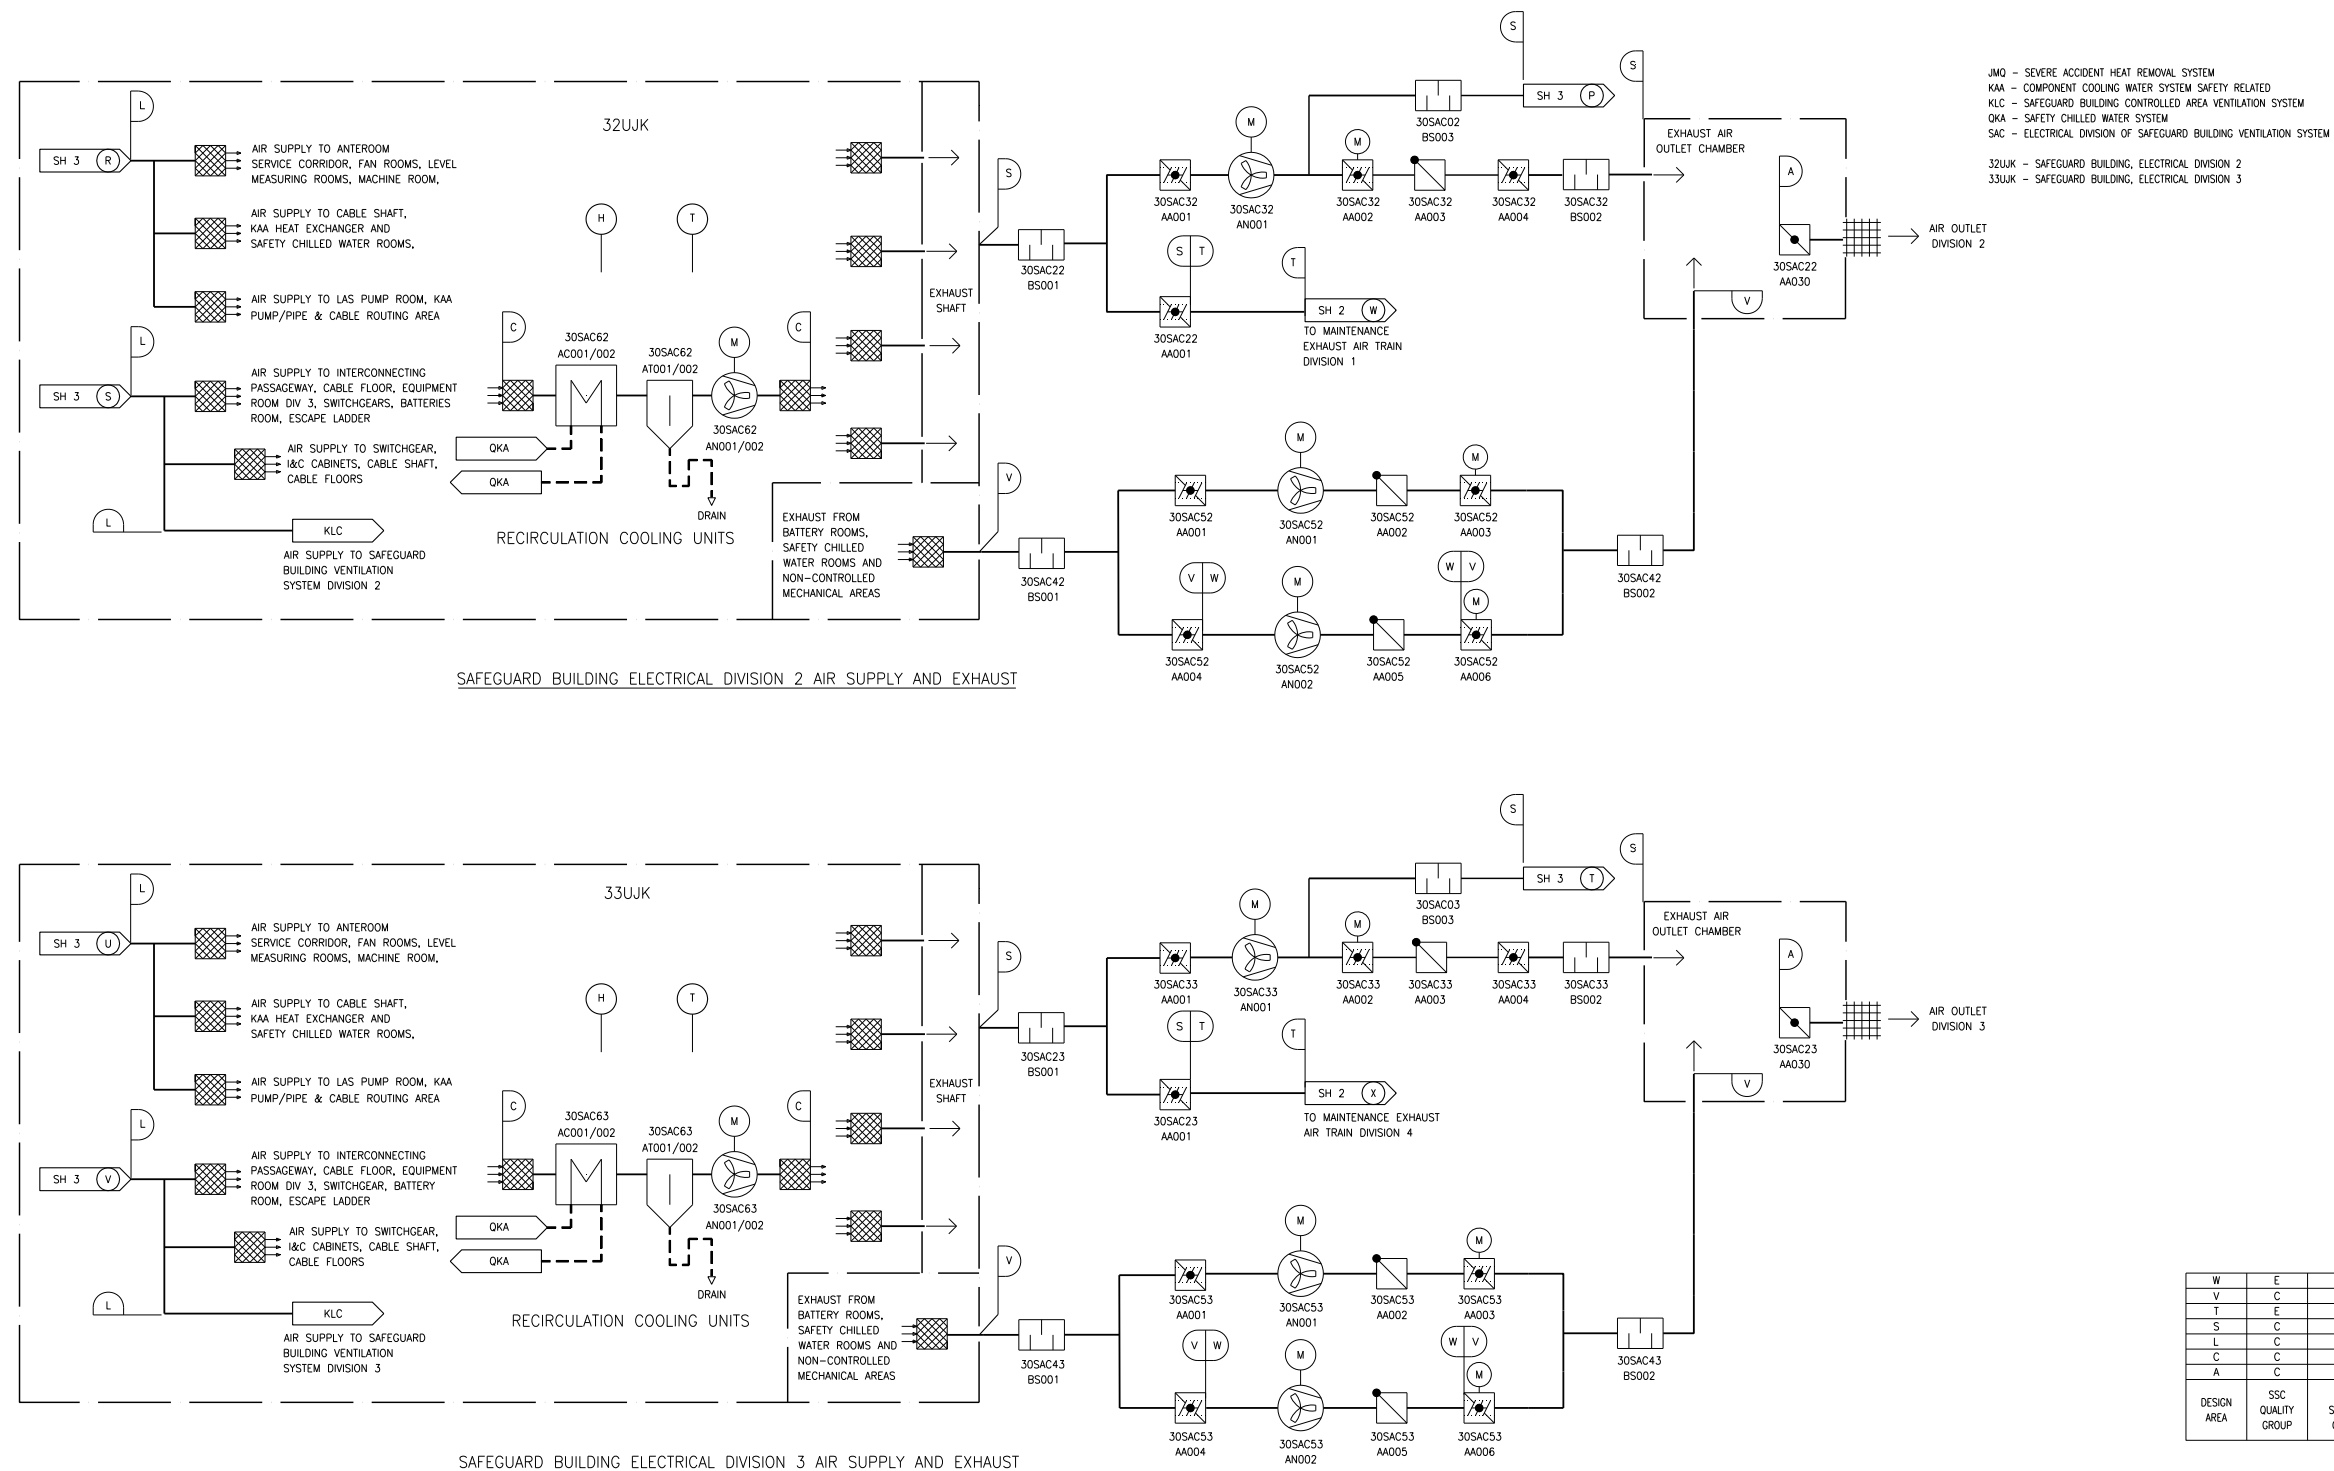 JMQ – SEVERE ACCIDENT HEAT REMOVAL SYSTEM
KAA – COMPONENT COOLING WATER SYSTEM SAFETY RELATED
KLC – SAFEGUARD BUILDING CONTROLLED AREA VENTILATION SYSTEM
QKA – SAFETY CHILLED WATER SYSTEM
SAC – ELECTRICAL DIVISION OF SAFEGUARD BUILDING VENTILATION SYSTEM
32UJK – SAFEGUARD BUILDING, ELECTRICAL DIVISION 2
33UJK – SAFEGUARD BUILDING, ELECTRICAL DIVISION 3
32UJK
L
SH 3 R
AIR SUPPLY TO ANTEROOM
SERVICE CORRIDOR, FAN ROOMS, LEVEL
MEASURING ROOMS, MACHINE ROOM,
AIR SUPPLY TO CABLE SHAFT,
KAA HEAT EXCHANGER AND
SAFETY CHILLED WATER ROOMS,
AIR SUPPLY TO LAS PUMP ROOM, KAA
PUMP/PIPE & CABLE ROUTING AREA
L
SH 3 S
AIR SUPPLY TO INTERCONNECTING
PASSAGEWAY, CABLE FLOOR, EQUIPMENT
ROOM DIV 3, SWITCHGEARS, BATTERIES
ROOM, ESCAPE LADDER
AIR SUPPLY TO SWITCHGEAR,
I&C CABINETS, CABLE SHAFT,
CABLE FLOORS
L
KLC
AIR SUPPLY TO SAFEGUARD
BUILDING VENTILATION
SYSTEM DIVISION 2
H
T
C
30SAC62
AC001/002
30SAC62
AT001/002
M
30SAC62
AN001/002
C
QKA
QKA
DRAIN
RECIRCULATION COOLING UNITS
EXHAUST
SHAFT
EXHAUST FROM
BATTERY ROOMS,
SAFETY CHILLED
WATER ROOMS AND
NON-CONTROLLED
MECHANICAL AREAS
S
30SAC22
BS001
V
30SAC42
BS001
30SAC32
AA001
M
30SAC32
AN001
M
30SAC32
AA002
30SAC32
AA003
30SAC32
AA004
30SAC32
BS002
30SAC02
BS003
S
SH 3 P
S
S T
30SAC22
AA001
T
SH 2 W
TO MAINTENANCE
EXHAUST AIR TRAIN
DIVISION 1
EXHAUST AIR
OUTLET CHAMBER
A
30SAC22
AA030
V
AIR OUTLET
DIVISION 2
30SAC52
AA001
M
30SAC52
AN001
30SAC52
AA002
M
30SAC52
AA003
V W
30SAC52
AA004
M
30SAC52
AN002
30SAC52
AA005
W V
M
30SAC52
AA006
30SAC42
BS002
SAFEGUARD BUILDING ELECTRICAL DIVISION 2 AIR SUPPLY AND EXHAUST
33UJK
L
SH 3 U
AIR SUPPLY TO ANTEROOM
SERVICE CORRIDOR, FAN ROOMS, LEVEL
MEASURING ROOMS, MACHINE ROOM,
AIR SUPPLY TO CABLE SHAFT,
KAA HEAT EXCHANGER AND
SAFETY CHILLED WATER ROOMS,
AIR SUPPLY TO LAS PUMP ROOM, KAA
PUMP/PIPE & CABLE ROUTING AREA
L
SH 3 V
AIR SUPPLY TO INTERCONNECTING
PASSAGEWAY, CABLE FLOOR, EQUIPMENT
ROOM DIV 3, SWITCHGEAR, BATTERY
ROOM, ESCAPE LADDER
AIR SUPPLY TO SWITCHGEAR,
I&C CABINETS, CABLE SHAFT,
CABLE FLOORS
L
KLC
AIR SUPPLY TO SAFEGUARD
BUILDING VENTILATION
SYSTEM DIVISION 3
H
T
C
30SAC63
AC001/002
30SAC63
AT001/002
M
30SAC63
AN001/002
C
QKA
QKA
DRAIN
RECIRCULATION COOLING UNITS
EXHAUST
SHAFT
EXHAUST FROM
BATTERY ROOMS,
SAFETY CHILLED
WATER ROOMS AND
NON-CONTROLLED
MECHANICAL AREAS
S
30SAC23
BS001
V
30SAC43
BS001
30SAC33
AA001
M
30SAC33
AN001
M
30SAC33
AA002
30SAC33
AA003
30SAC33
AA004
30SAC33
BS002
30SAC03
BS003
S
SH 3 T
S
S T
30SAC23
AA001
T
SH 2 X
TO MAINTENANCE EXHAUST
AIR TRAIN DIVISION 4
EXHAUST AIR
OUTLET CHAMBER
A
30SAC23
AA030
V
AIR OUTLET
DIVISION 3
30SAC53
AA001
M
30SAC53
AN001
30SAC53
AA002
M
30SAC53
AA003
V W
30SAC53
AA004
M
30SAC53
AN002
30SAC53
AA005
W V
M
30SAC53
AA006
30SAC43
BS002
SAFEGUARD BUILDING ELECTRICAL DIVISION 3 AIR SUPPLY AND EXHAUST
W E
V C
T E
S C
L C
C C
A C
DESIGN
AREA
SSC
QUALITY
GROUP